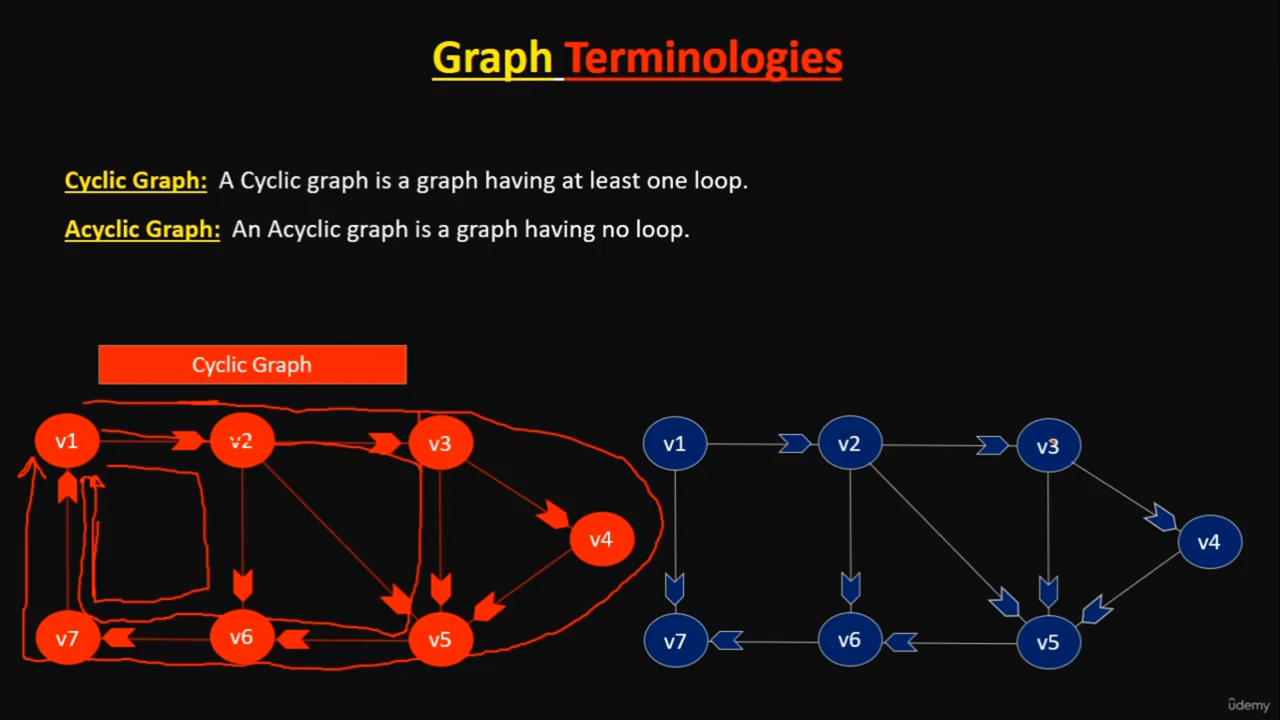 Graph Terminologies
Cyclic Graph: A Cyclic graph is a graph having at least one loop.
Acyclic Graph: An Acyclic graph is a graph having no loop.
Cyclic Graph
v1
v2
v3
v4
v7
v6
v5
v1
v2
v3
v4
v7
v6
v5
ûdemy